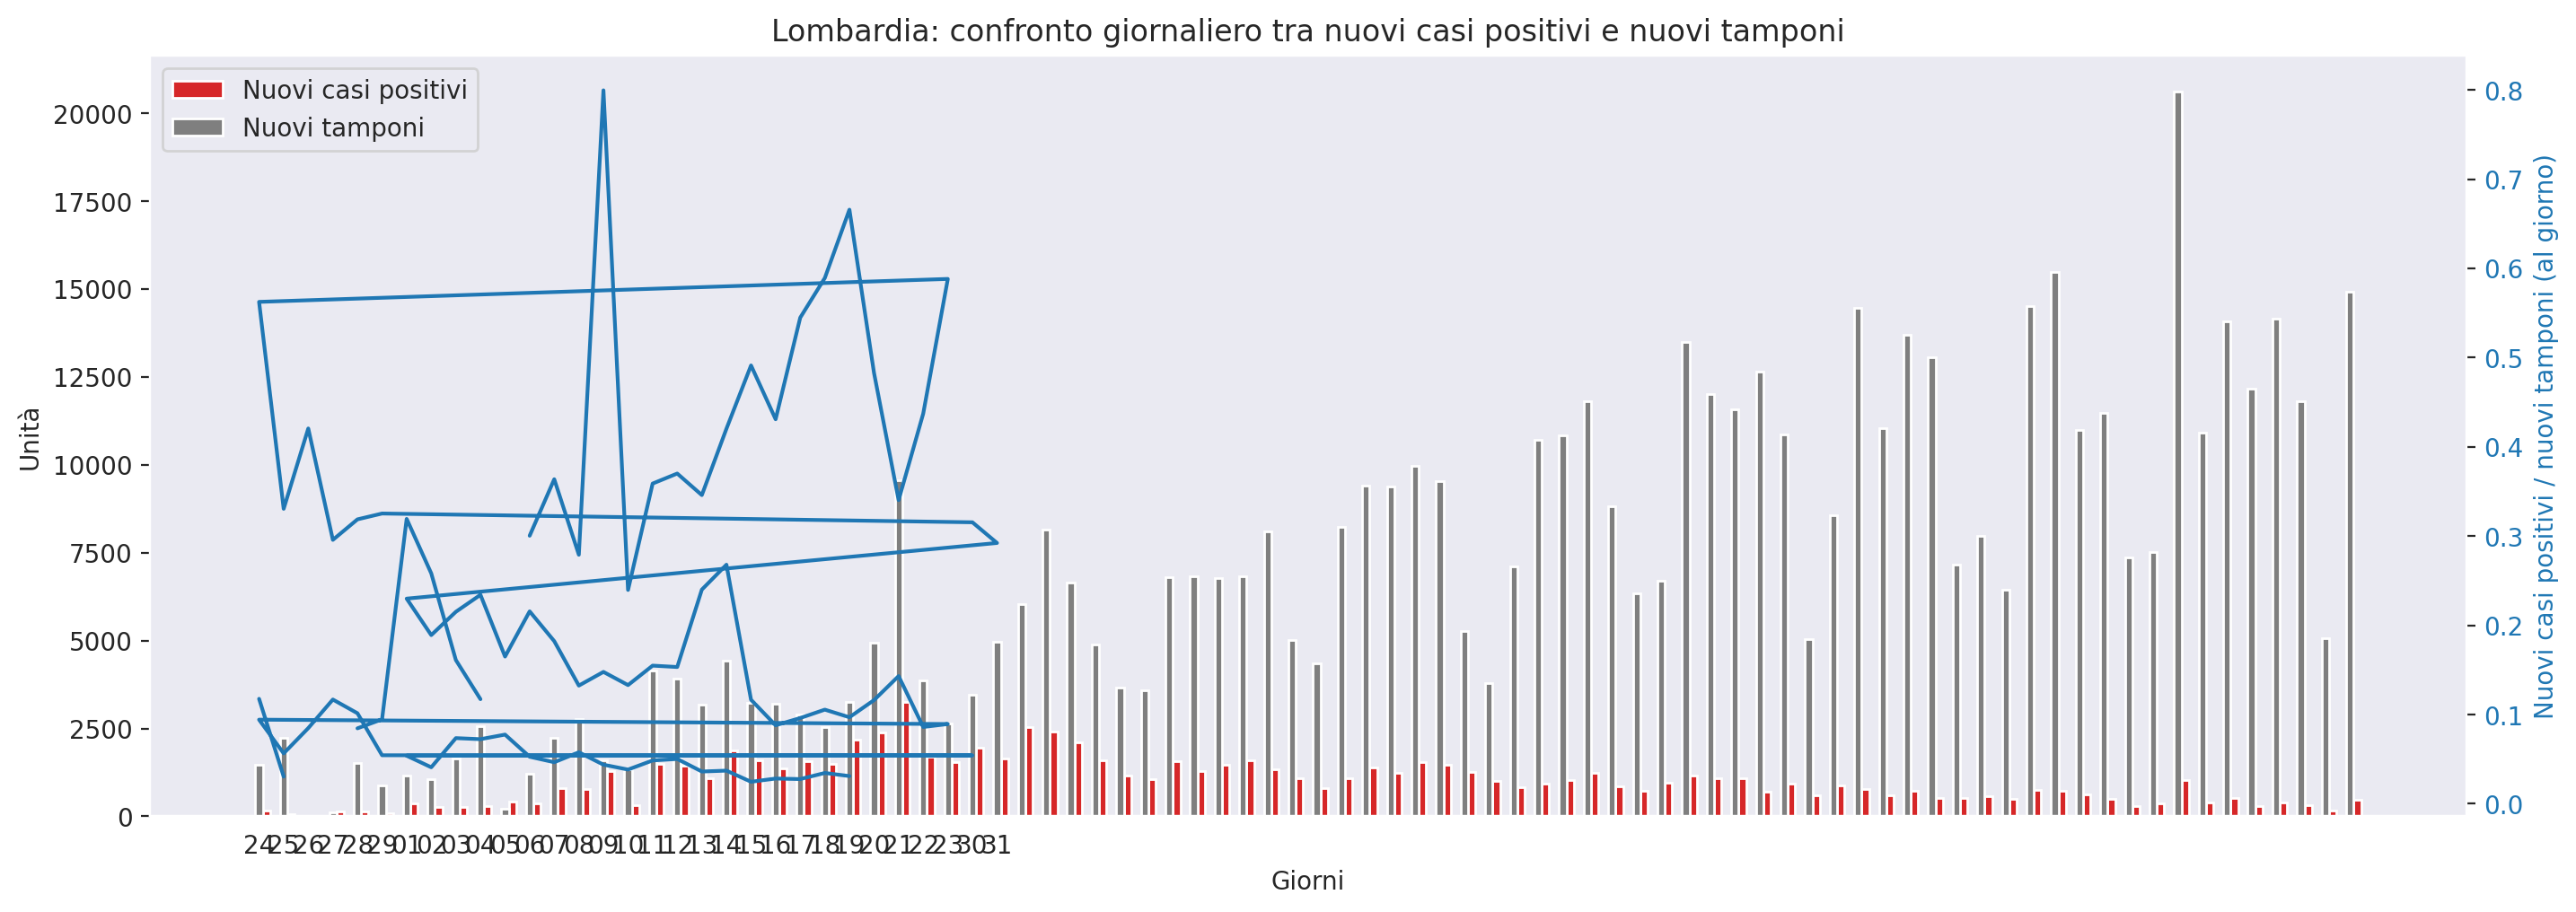 Lombardia: confronto giornaliero tra nuovi casi positivi e nuovi tamponi
Nuovi casi positivi
Nuovi tamponi
20000
17500
15000
12500
10000
7500
5000
2500
0
Unità
0.8
0.7
0.6
0.5
0.4
0.3
0.2
0.1
0.0
Nuovi casi positivi / nuovi tamponi (al giorno)
24 25 26 27 28 29 01 02 03 04 05 06 07 08 09 10 11 12 13 14 15 16 17 18 19 20 21 22 23 30 31
Giorni